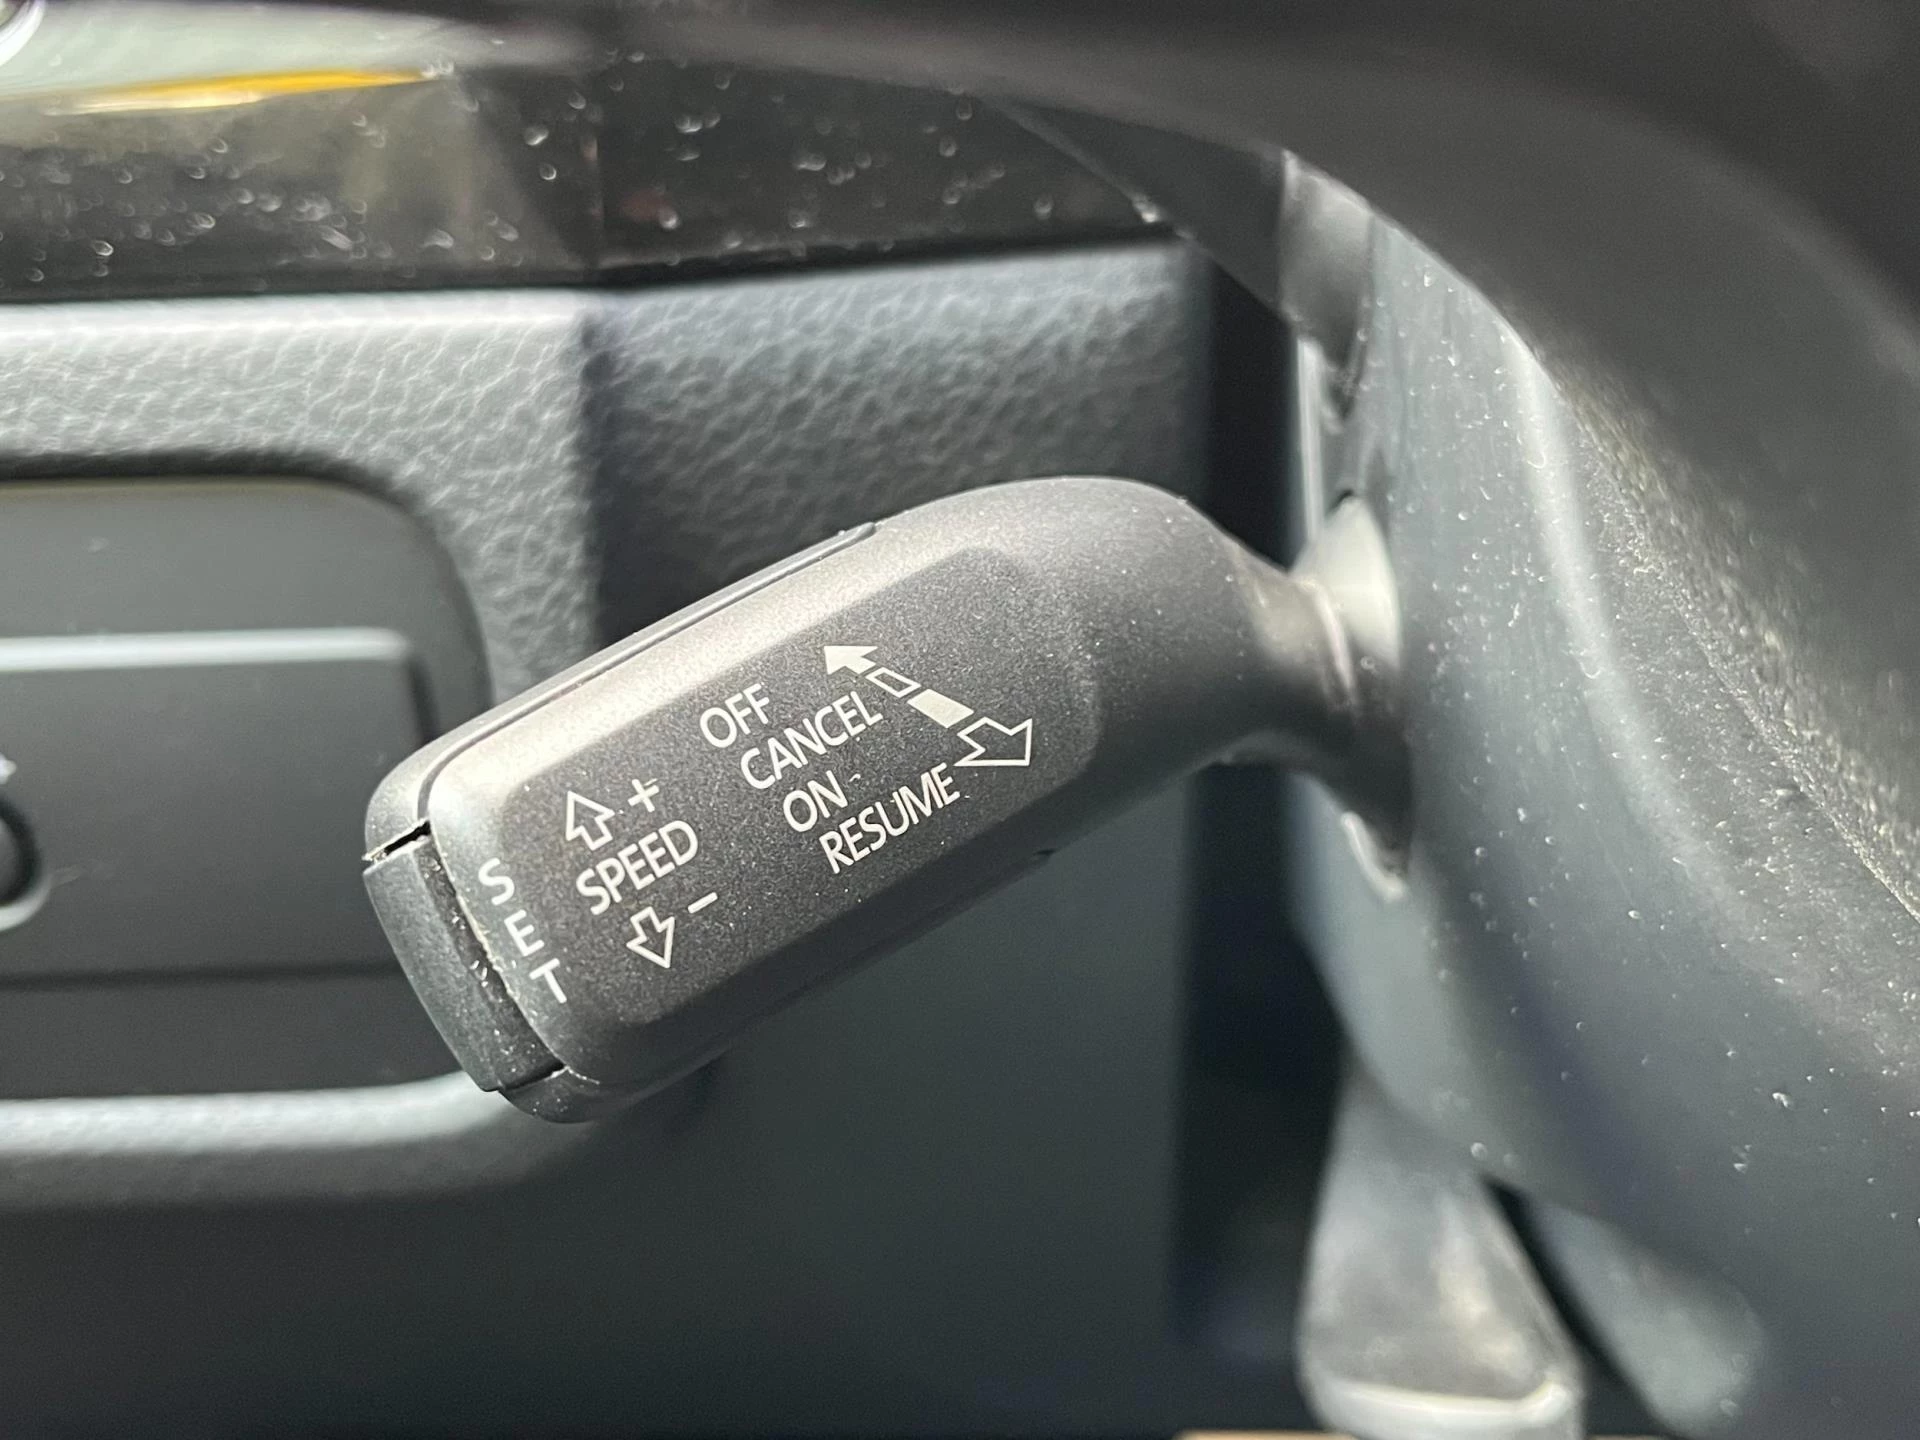 OFF
CANCEL
ON
RESUME
+
SPEED
-
SET